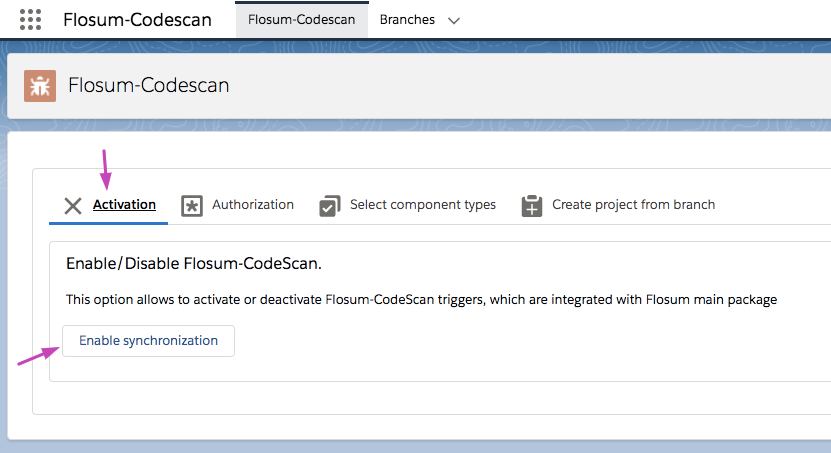 Flosum-Codescan Flosum-Codescan Branches
Flosum-Codescan
Activation Authorization Select component types Create project from branch
Enable/Disable Flosum-CodeScan.
This option allows to activate or deactivate Flosum-CodeScan triggers, which are integrated with Flosum main package
Enable synchronization